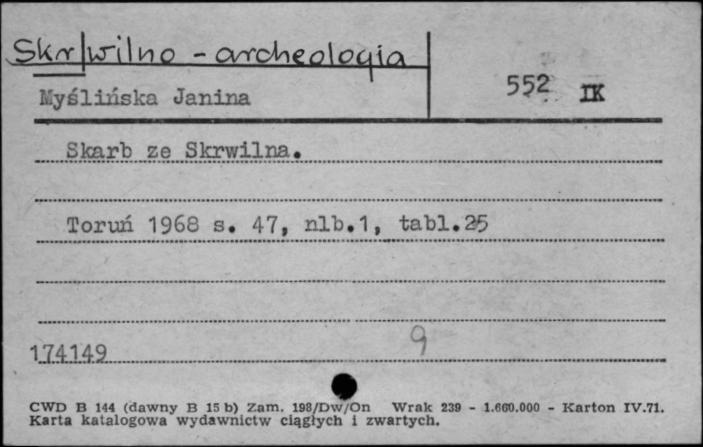 Skrwilno - archeologia
552 IK
Myślińska Janina
Skarb ze Skrwilna.
Toruń 1968 s. 47, nlb.1, tabl.25
9
174149
CWD B 144 (dawny B 15 b) Zam. 198/Dw/On Wrak 239 - 1.660.000 - Karton IV.71.
Karta katalogowa wydawnictw ciągłych i zwartych.